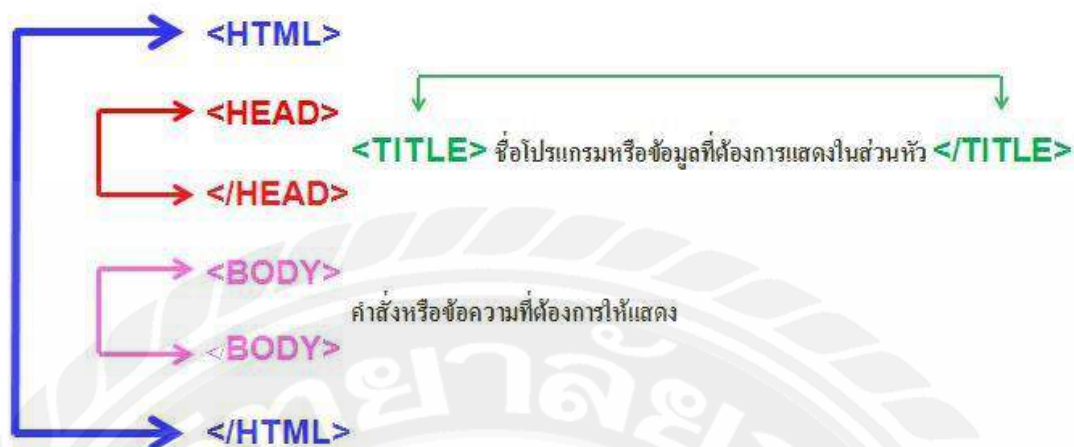 <HTML>
<HEAD>
<TITLE> ชื่อโปรแกรมหรือข้อมูลที่ต้องการแสดงในส่วนหัว </TITLE>
</HEAD>
<BODY>
คำสั่งหรือข้อความที่ต้องการให้แสดง
</BODY>
</HTML>